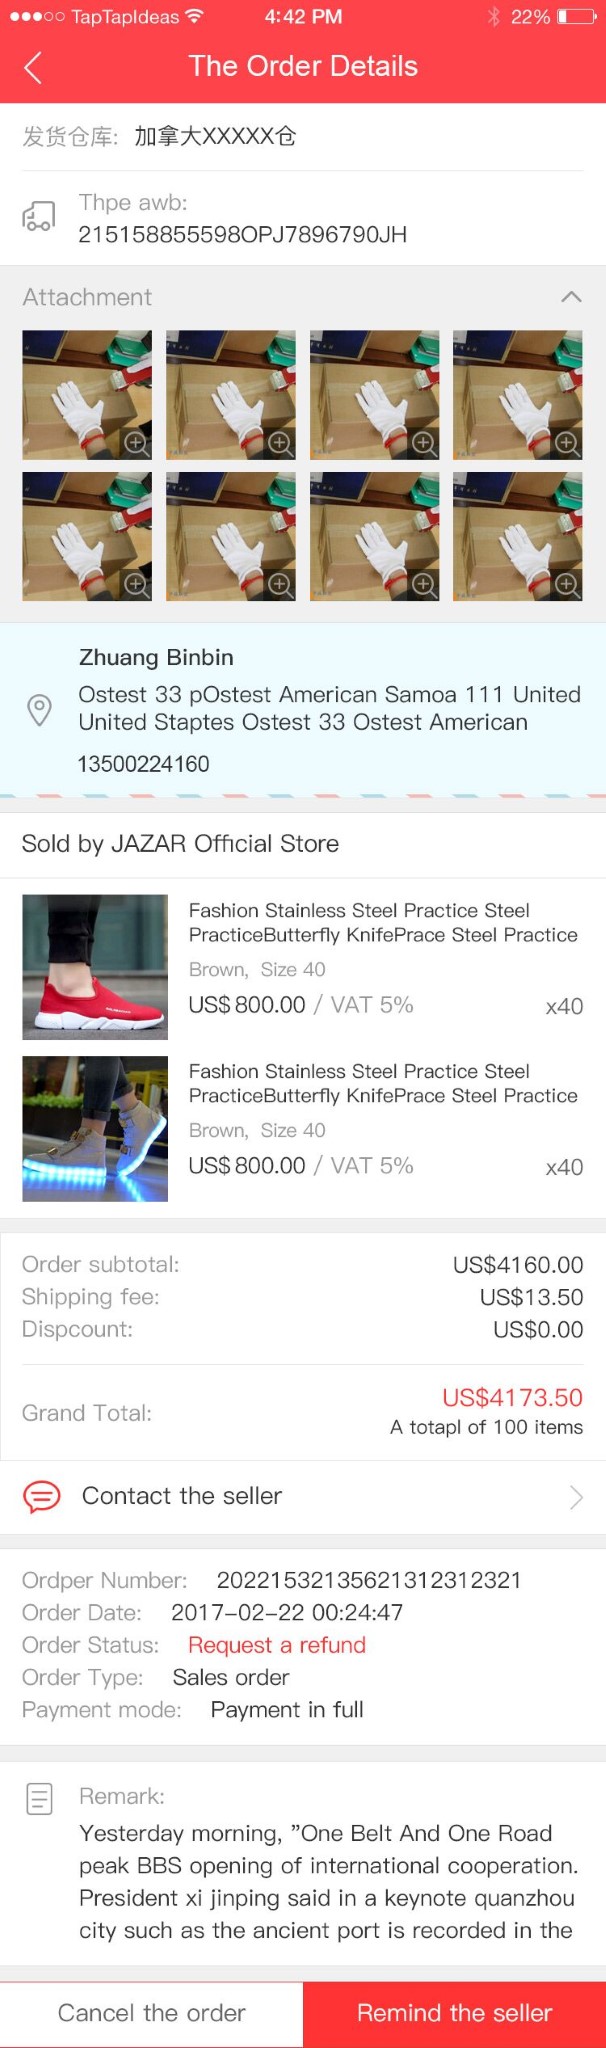 TapTapIdeas 4:42 PM 22%
The Order Details
发货仓库: 加拿大XXXXX仓
Thpe awb:
215158855598OPJ7896790JH
Attachment
Zhuang Binbin
Ostest 33 pOstest American Samoa 111 United
United Staptes Ostest 33 Ostest American
13500224160
Sold by JAZAR Official Store
Fashion Stainless Steel Practice Steel
PracticeButterfly KnifePrace Steel Practice
Brown, Size 40
US$ 800.00 / VAT 5% x40
Fashion Stainless Steel Practice Steel
PracticeButterfly KnifePrace Steel Practice
Brown, Size 40
US$ 800.00 / VAT 5% x40
Order subtotal: US$4160.00
Shipping fee: US$13.50
Dispcount: US$0.00
Grand Total: US$4173.50
A totapl of 100 items
Contact the seller
Ordper Number: 20221532135621312312321
Order Date: 2017-02-22 00:24:47
Order Status: Request a refund
Order Type: Sales order
Payment mode: Payment in full
Remark:
Yesterday morning, ”One Belt And One Road
peak BBS opening of international cooperation.
President xi jinping said in a keynote quanzhou
city such as the ancient port is recorded in the
Cancel the order
Remind the seller